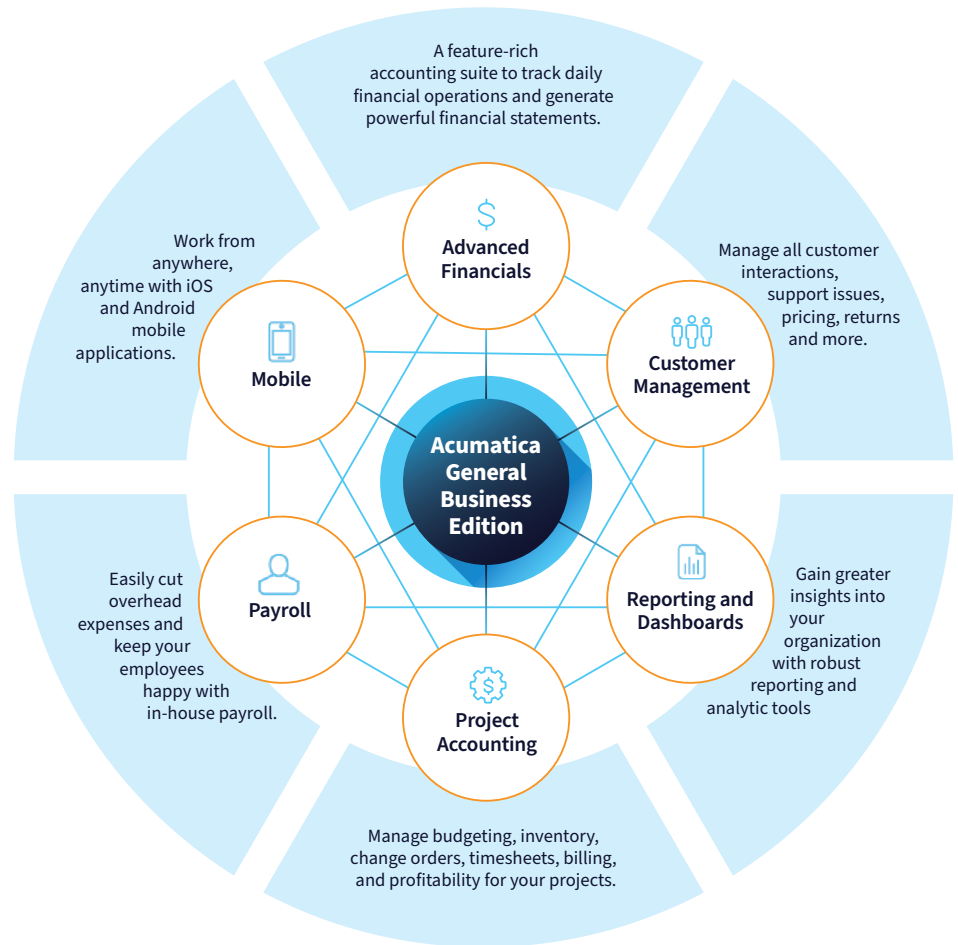 A feature-rich
accounting suite to track daily
financial operations and generate
powerful financial statements.
$
Advanced
Financials
Work from
anywhere,
anytime with iOS
and Android
mobile
applications.
Mobile
Manage all customer
interactions,
support issues,
pricing, returns
and more.
Customer
Management
Acumatica
General
Business
Edition
Easily cut
overhead
expenses and
keep your
employees
happy with
in-house payroll.
Payroll
Reporting and
Dashboards
Gain greater
insights into
your
organization
with robust
reporting and
analytic tools
$
Project
Accounting
Manage budgeting, inventory,
change orders, timesheets, billing,
and profitability for your projects.